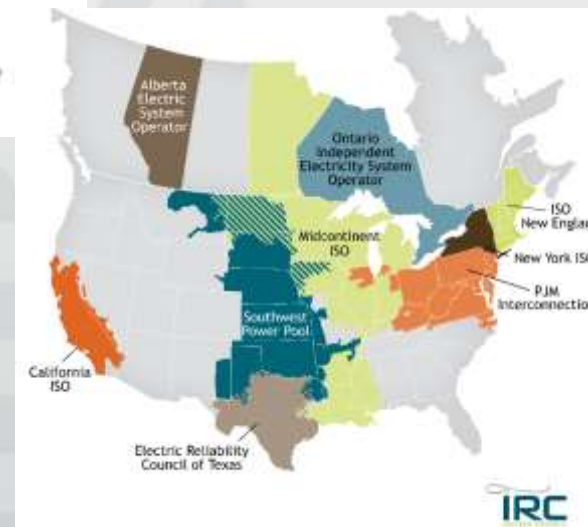 Alberta
Electric
System
Operator
Ontario
Independent
Electricity System
Operator
ISO
New Englan
Midcontinent
ISO
New York ISO
PJM
Interconnectio
Southwest
Power Pool
California
ISO
Electric Reliability
Council of Texas
IRC